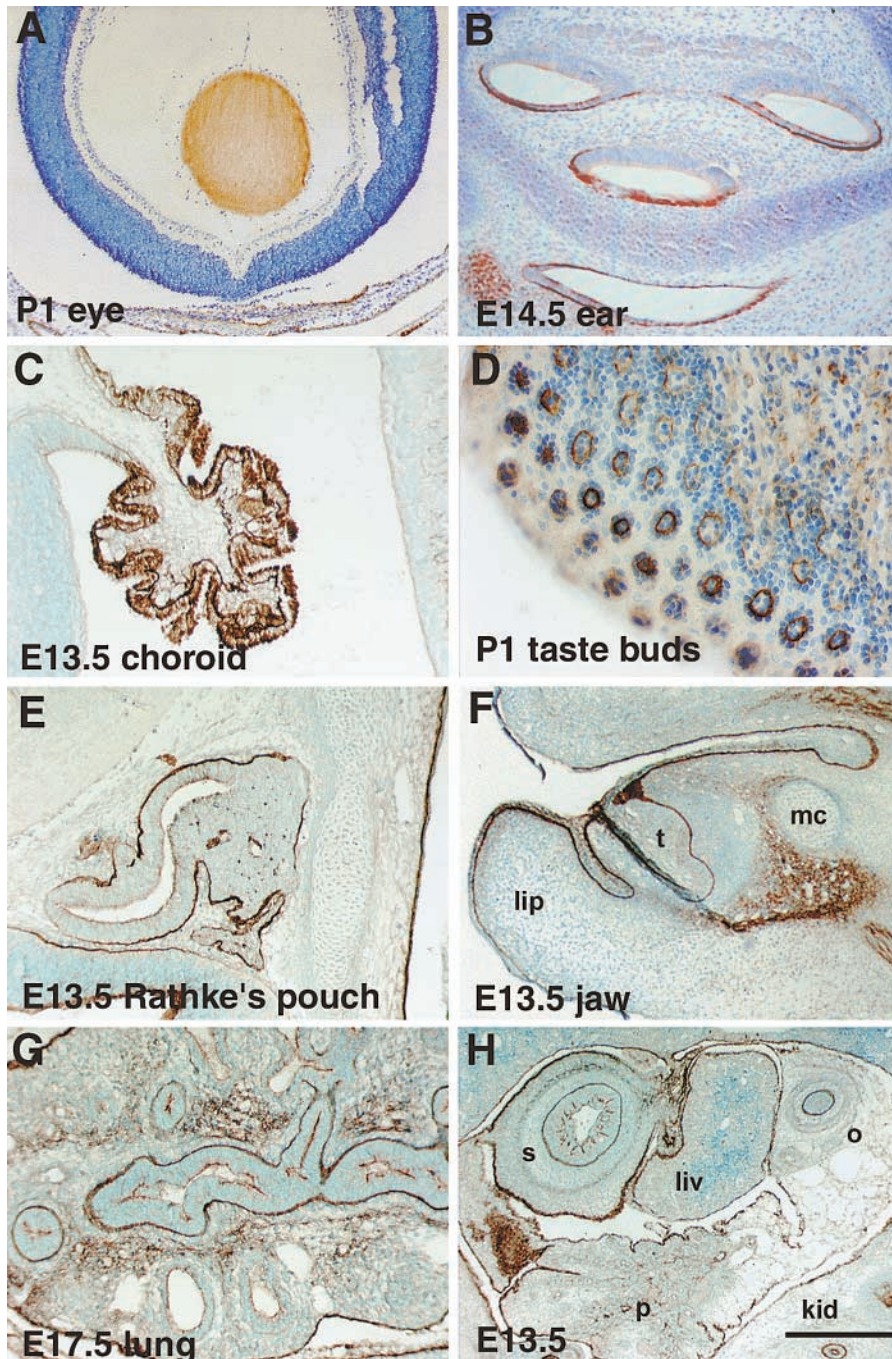 A
P1 eye
B
E14.5 ear
C
E13.5 choroid
D
P1 taste buds
E
E13.5 Rathke's pouch
F
t
mc
lip
E13.5 jaw
G
E17.5 lung
H
s
liv
o
p
kid
E13.5